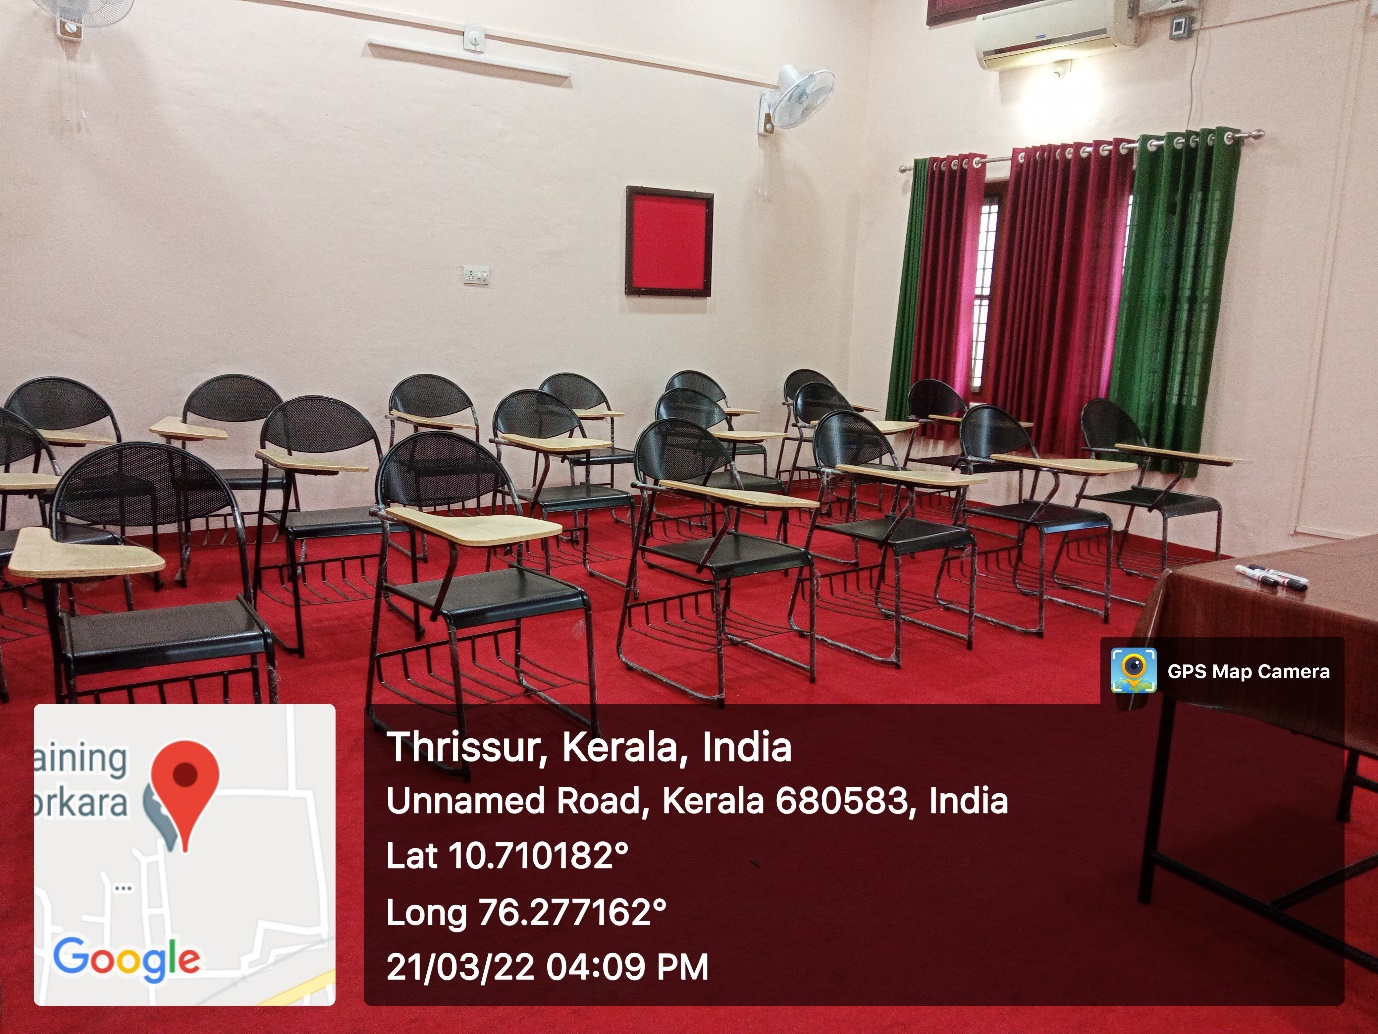 GPS Map Camera
aining
orkara
...
Google
Thrissur, Kerala, India
Unnamed Road, Kerala 680583, India
Lat 10.710182°
Long 76.277162°
21/03/22 04:09 PM